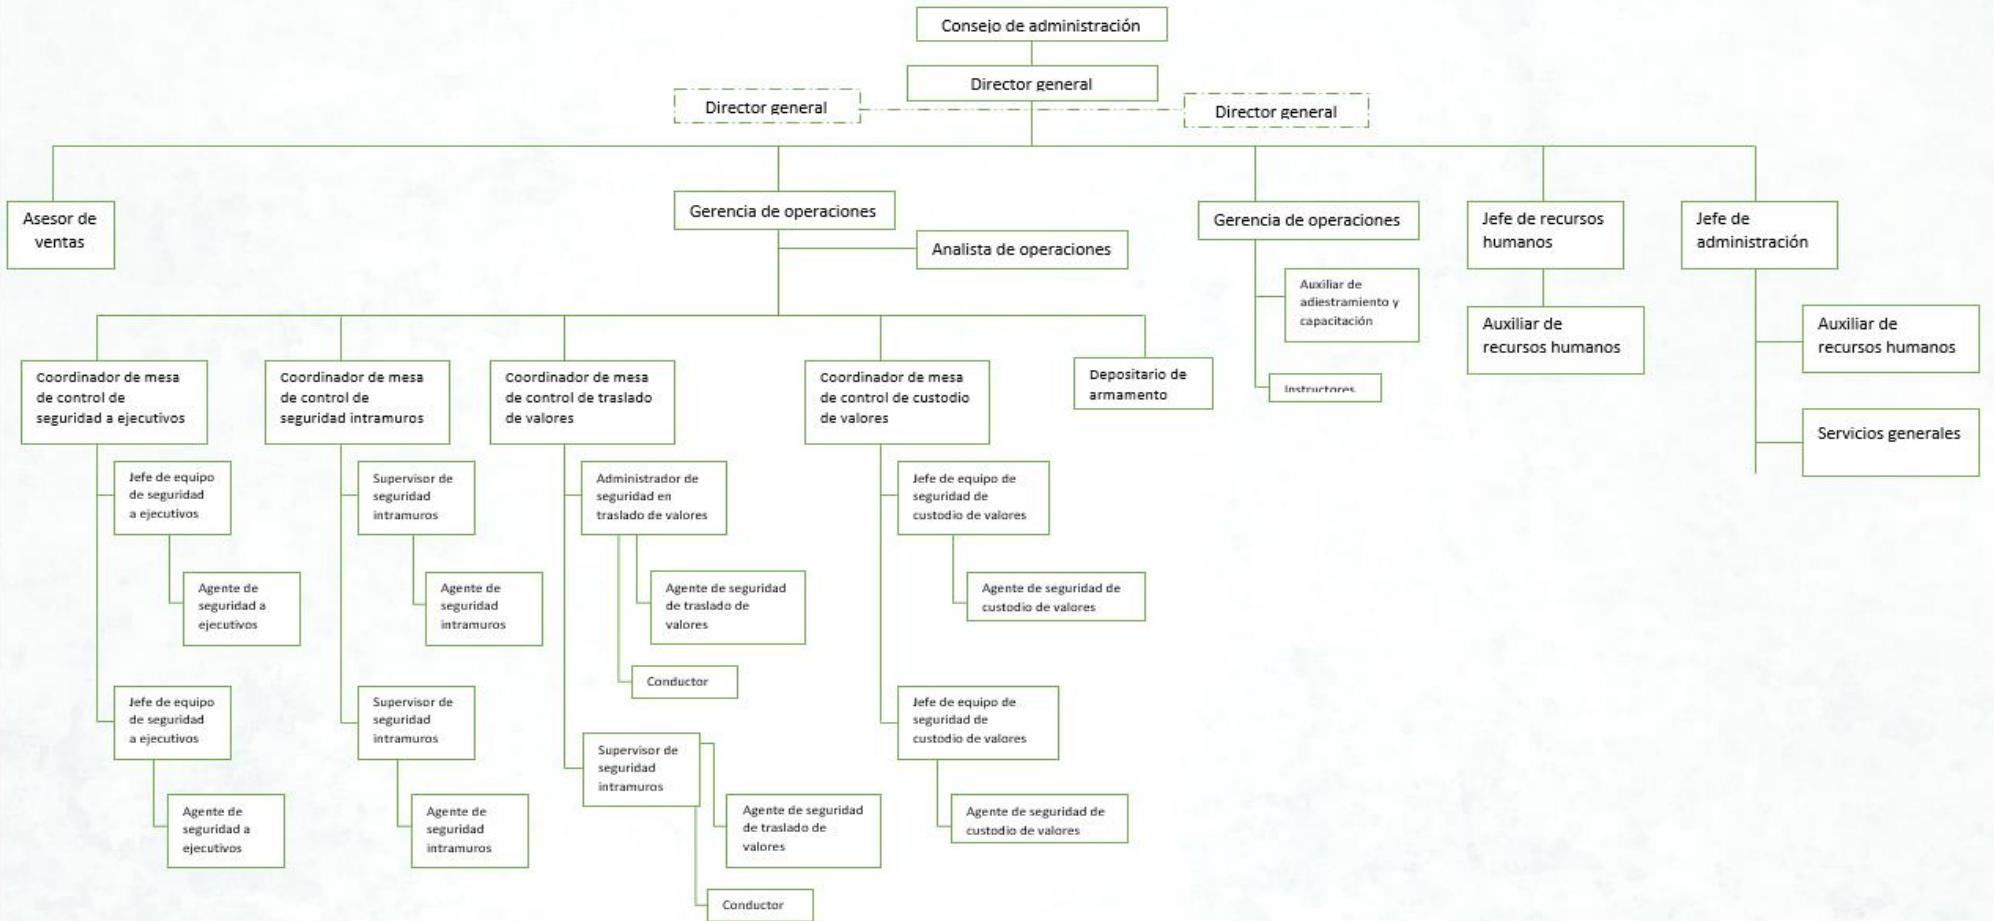 Consejo de administración
Director general
Director general
Director general
Asesor de
ventas
Gerencia de operaciones
Analista de operaciones
Gerencia de operaciones
Auxiliar de
adiestramiento y
capacitación
Instructores
Jefe de recursos
humanos
Auxiliar de
recursos humanos
Jefe de
administración
Auxiliar de
recursos humanos
Servicios generales
Coordinador de mesa
de control de
seguridad a ejecutivos
Jefe de equipo
de seguridad
a ejecutivos
Agente de
seguridad a
ejecutivos
Jefe de equipo
de seguridad
a ejecutivos
Agente de
seguridad a
ejecutivos
Coordinador de mesa
de control de
seguridad intramuros
Supervisor de
seguridad
intramuros
Agente de
seguridad
intramuros
Supervisor de
seguridad
intramuros
Agente de
seguridad
intramuros
Coordinador de mesa
de control de traslado
de valores
Administrador de
seguridad en
traslado de valores
Agente de seguridad
de traslado de
valores
Conductor
Supervisor de
seguridad
intramuros
Agente de seguridad
de traslado de
valores
Conductor
Coordinador de mesa
de control de custodio
de valores
Jefe de equipo de
seguridad de
custodio de valores
Agente de seguridad de
custodio de valores
Jefe de equipo de
seguridad de
custodio de valores
Agente de seguridad de
custodio de valores
Depositario de
armamento